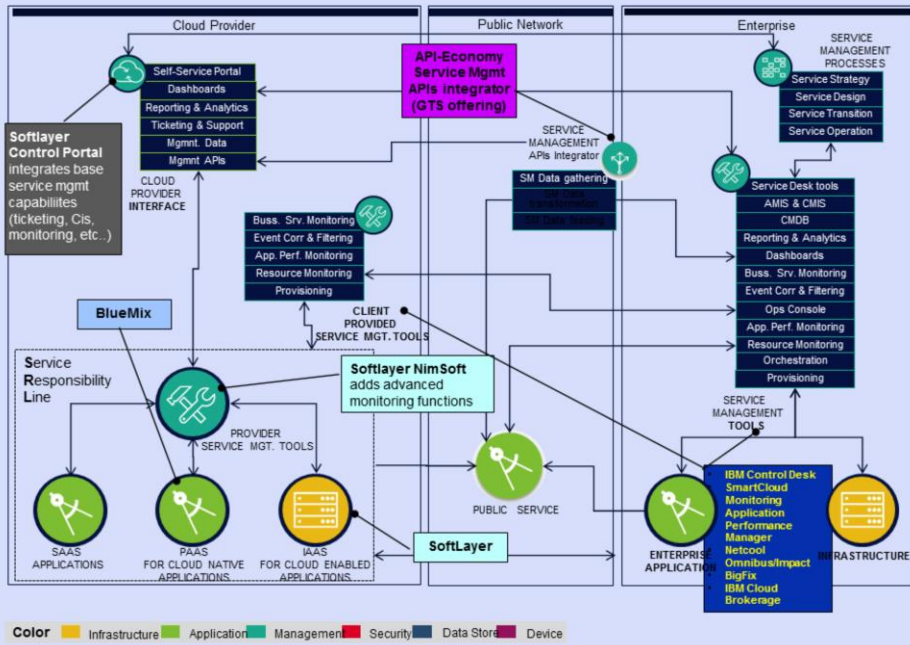 Cloud Provider
Public Network
Enterprise
Self-Service Portal
Dashboards
Reporting & Analytics
Ticketing & Support
Mgmnt. Data
Mgmnt APIs
CLOUD
PROVIDER
INTERFACE
Softlayer
Control Portal
integrates base
service mgmt
capabiliites
(ticketing, Cis,
monitoring, etc..)
API-Economy
Service Mgmt
APIs integrator
(GTS offering)
SERVICE
MANAGEMENT
APIs Integrator
SM Data gathering
SM Data
transformation
SM Data feeding
SERVICE
MANAGEMENT
PROCESSES
Service Strategy
Service Design
Service Transition
Service Operation
Service Desk tools
AMIS & CMIS
CMDB
Reporting & Analytics
Dashboards
Buss. Srv. Monitoring
Event Corr & Filtering
Ops Console
App. Perf. Monitoring
Resource Monitoring
Orchestration
Provisioning
Buss. Srv. Monitoring
Event Corr & Filtering
App. Perf. Monitoring
Resource Monitoring
Provisioning
CLIENT
PROVIDED
SERVICE MGT. TOOLS
BlueMix
Service
Responsibility
Line
Softlayer NimSoft
adds advanced
monitoring functions
PROVIDER
SERVICE MGT. TOOLS
SERVICE
MANAGEMENT
TOOLS
SAAS
APPLICATIONS
PAAS
FOR CLOUD NATIVE
APPLICATIONS
IAAS
FOR CLOUD ENABLED
APPLICATIONS
SoftLayer
PUBLIC SERVICE
ENTERPRISE
APPLICATION
IBM Control Desk
SmartCloud
Monitoring
Application
Performance
Manager
Netcool
Omnibus/Impact
BigFix
IBM Cloud
Brokerage
INFRASTRUCTURE
Color Infrastructure Application Management Security Data Store Device